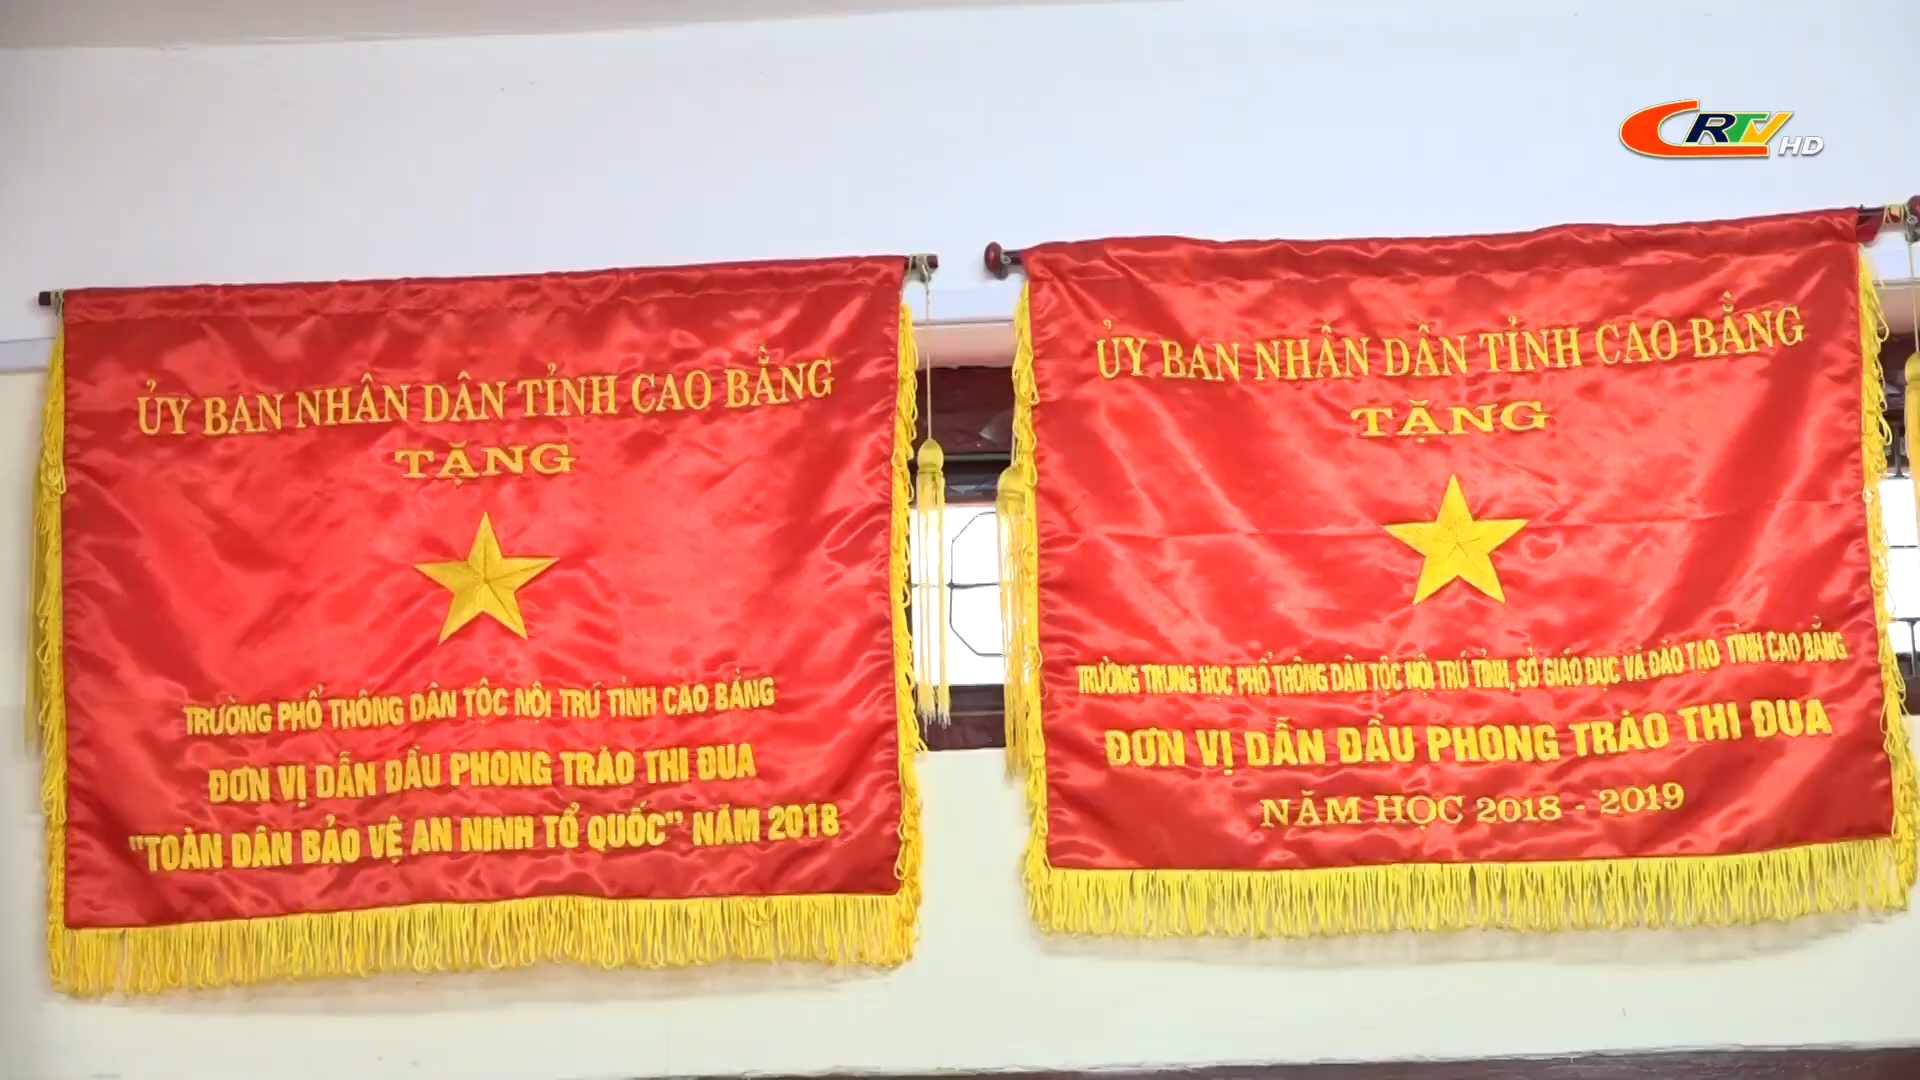 CRTV HD
ỦY BAN NHÂN DÂN TỈNH CAO BẰNG
TẶNG
TRƯỜNG PHỔ THÔNG DÂN TỘC NỘI TRÚ TỈNH CAO BẰNG
ĐƠN VỊ DẪN ĐẦU PHONG TRÀO THI ĐUA
"TOÀN DÂN BẢO VỆ AN NINH TỔ QUỐC" NĂM 2018
ỦY BAN NHÂN DÂN TỈNH CAO BẰNG
TẶNG
TRƯỜNG TRUNG HỌC PHỔ THÔNG DÂN TỘC NỘI TRÚ TỈNH, SỞ GIÁO DỤC VÀ ĐÀO TẠO TỈNH CAO BẰNG
ĐƠN VỊ DẪN ĐẦU PHONG TRÀO THI ĐUA
NĂM HỌC 2018 - 2019